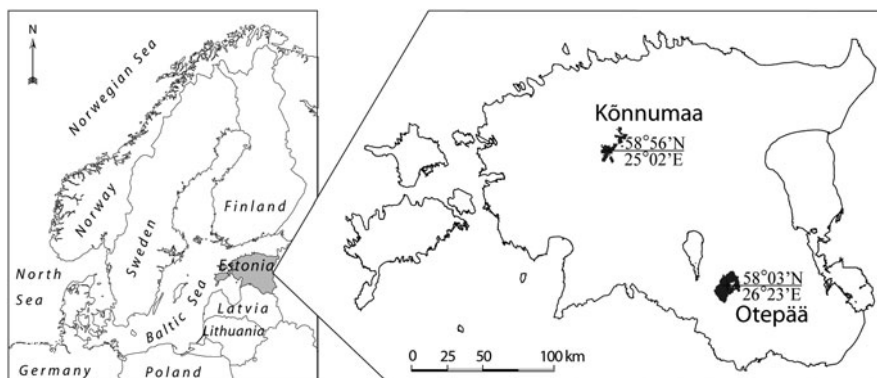 N
Norwegian Sea
Norway
Sweden
Finland
North
Sea
Estonia
Baltic Sea
Latvia
Lithuania
Germany
Poland
Kõnnumaa
58°56'N
25°02'E
58°03'N
26°23'E
Otepää
0 25 50 100 km